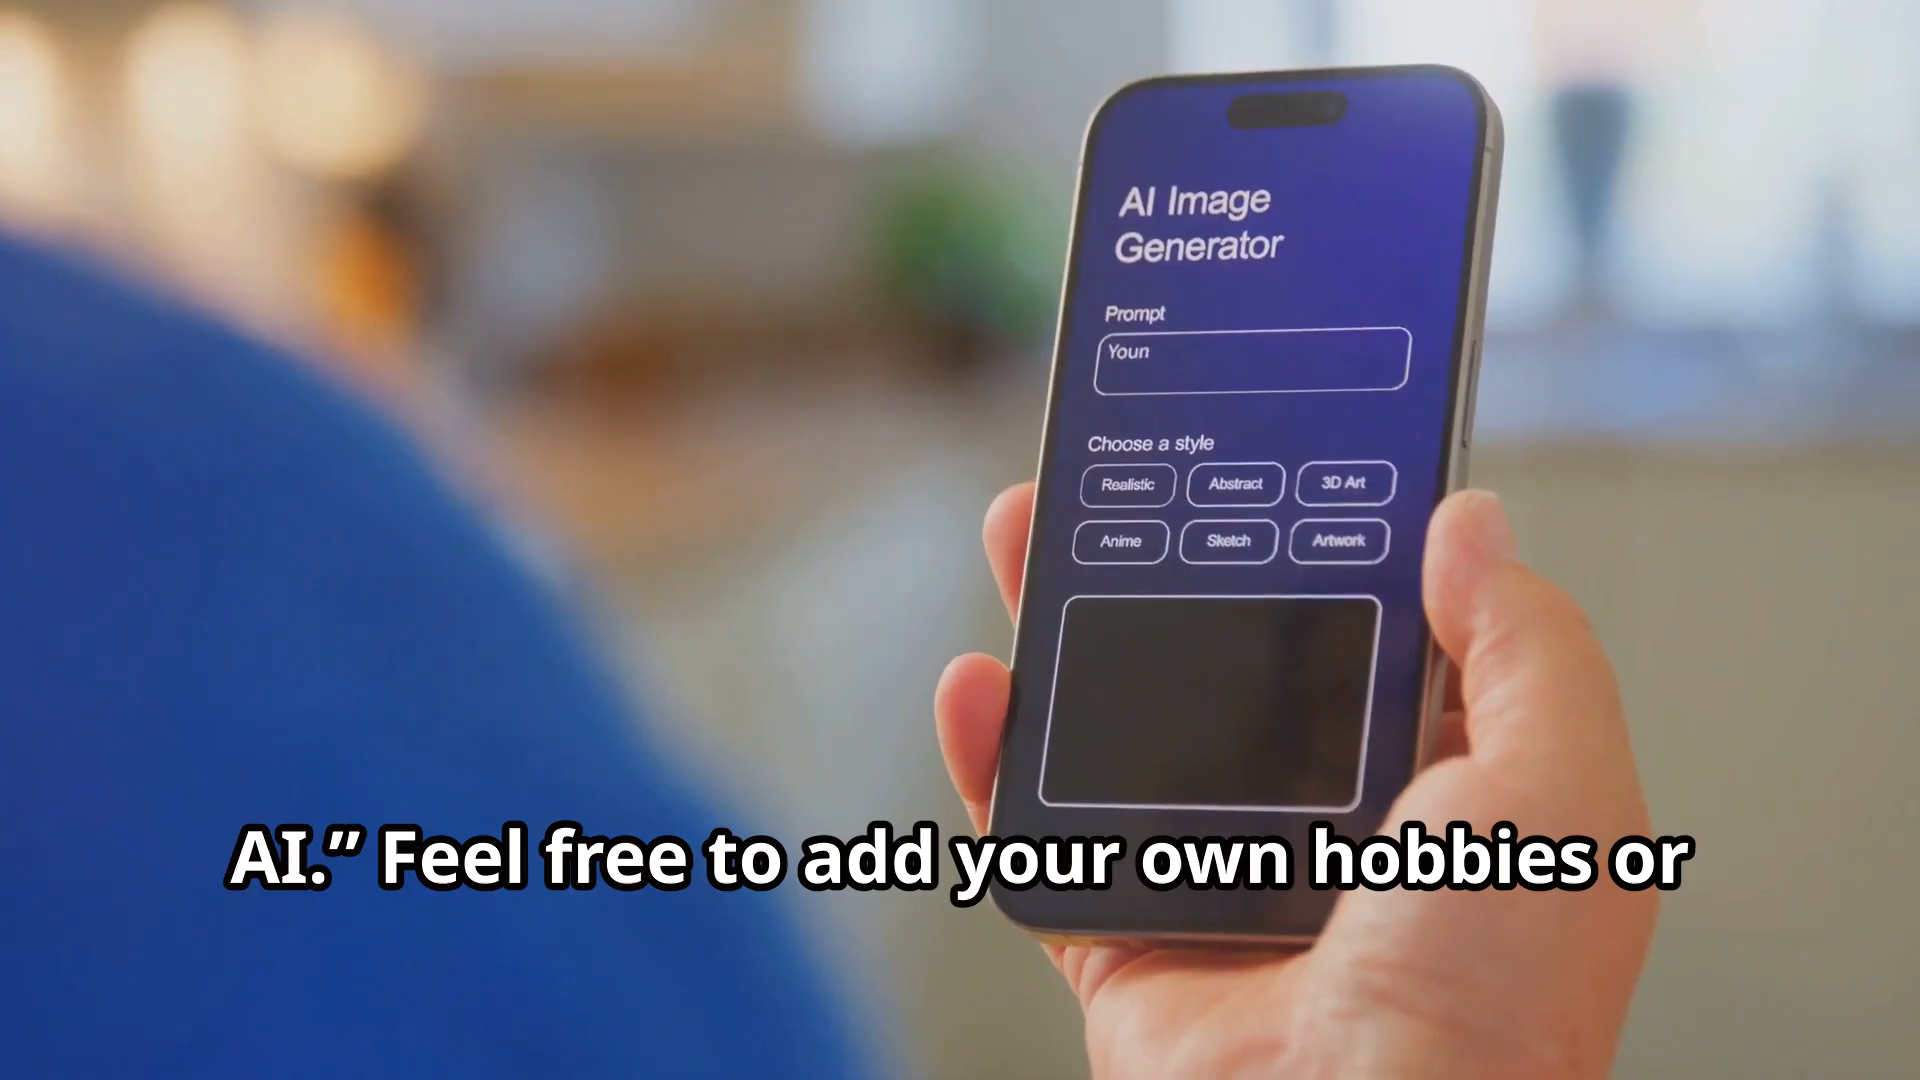 AI Image
Generator
Prompt
Youn
Choose a style
Realistic
Abstract
3D Art
Anime
Sketch
Artwork
AI.” Feel free to add your own hobbies or